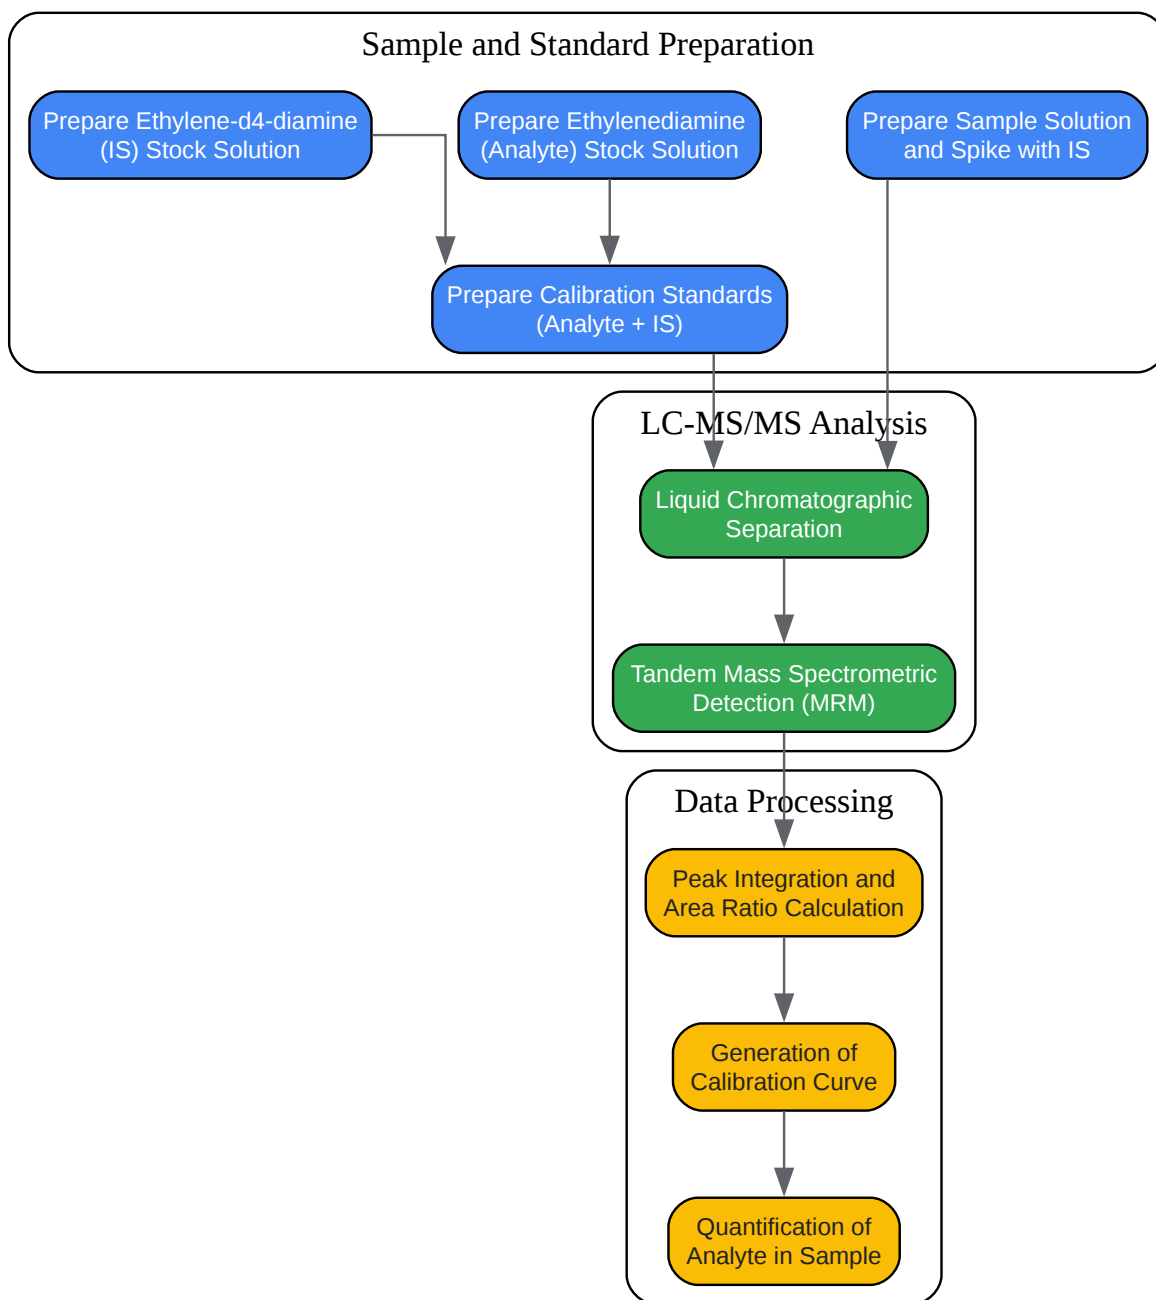 Sample and Standard Preparation
Prepare Ethylene-d4-diamine
(IS) Stock Solution
Prepare Ethylenediamine
(Analyte) Stock Solution
Prepare Sample Solution
and Spike with IS
Prepare Calibration Standards
(Analyte + IS)
LC-MS/MS Analysis
Liquid Chromatographic
Separation
Tandem Mass Spectrometric
Detection (MRM)
Data Processing
Peak Integration and
Area Ratio Calculation
Generation of
Calibration Curve
Quantification of
Analyte in Sample